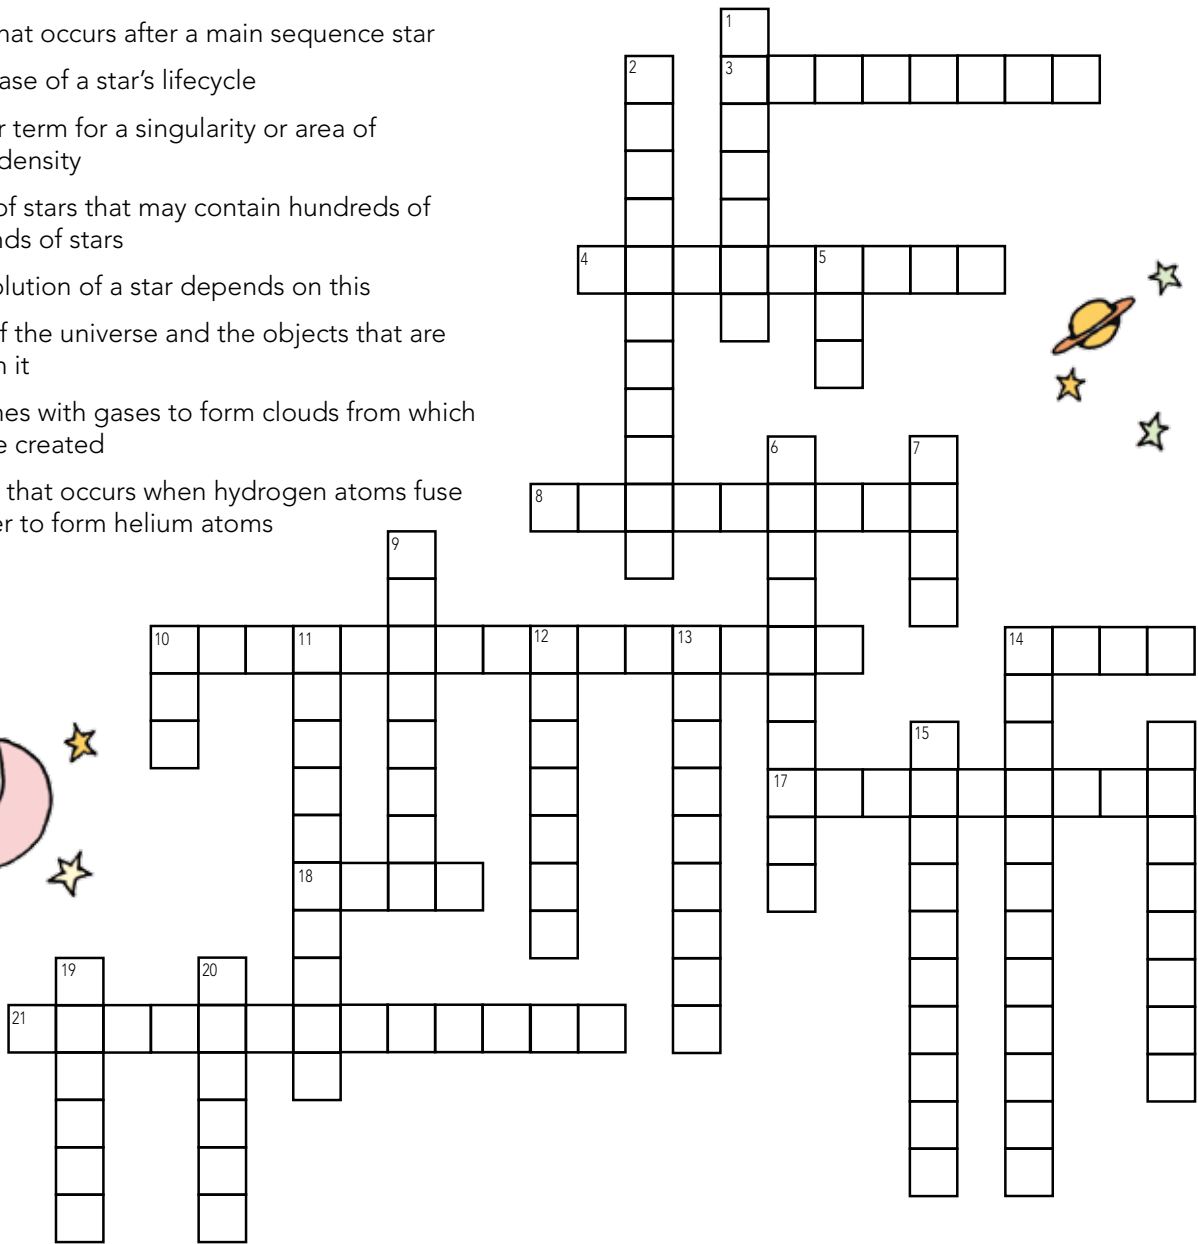 hat occurs after a main sequence star
ase of a star's lifecycle
r term for a singularity or area of
density
of stars that may contain hundreds of
nds of stars
olution of a star depends on this
f the universe and the objects that are
n it
nes with gases to form clouds from which
e created
that occurs when hydrogen atoms fuse
er to form helium atoms
1
2
3
4
5
6
7
8
9
10
11
12
13
14
15
17
18
19
20
21